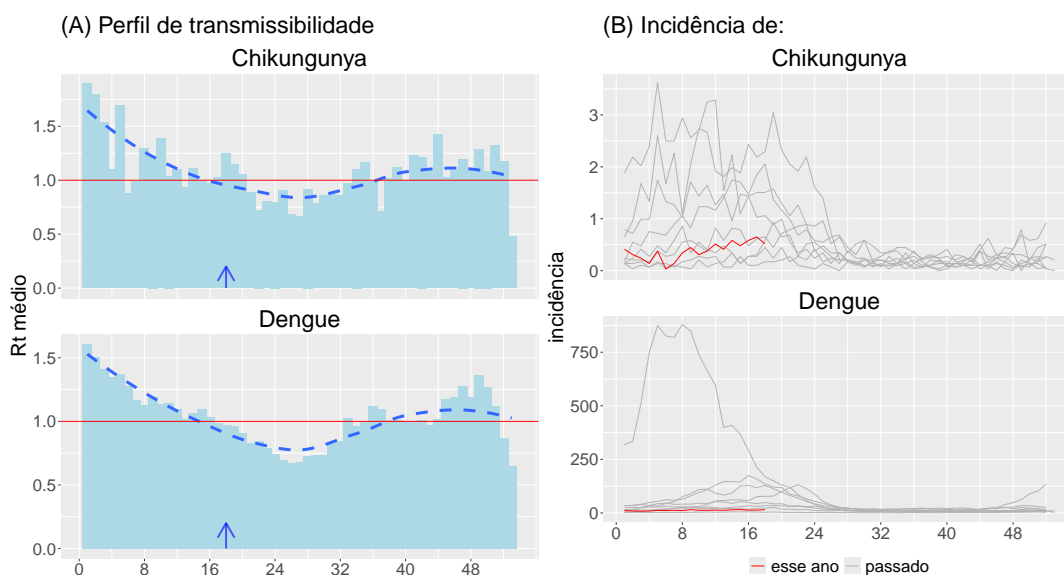 (A) Perfil de transmissibilidade
Chikungunya
1.5
1.0
0.5
0.0
Dengue
1.5
1.0
0.5
0.0
0 8 16 24 32 40 48
Rt médio
(B) Incidência de:
Chikungunya
3
2
1
0
Dengue
750
500
250
0
0 8 16 24 32 40 48
incidência
esse ano passado